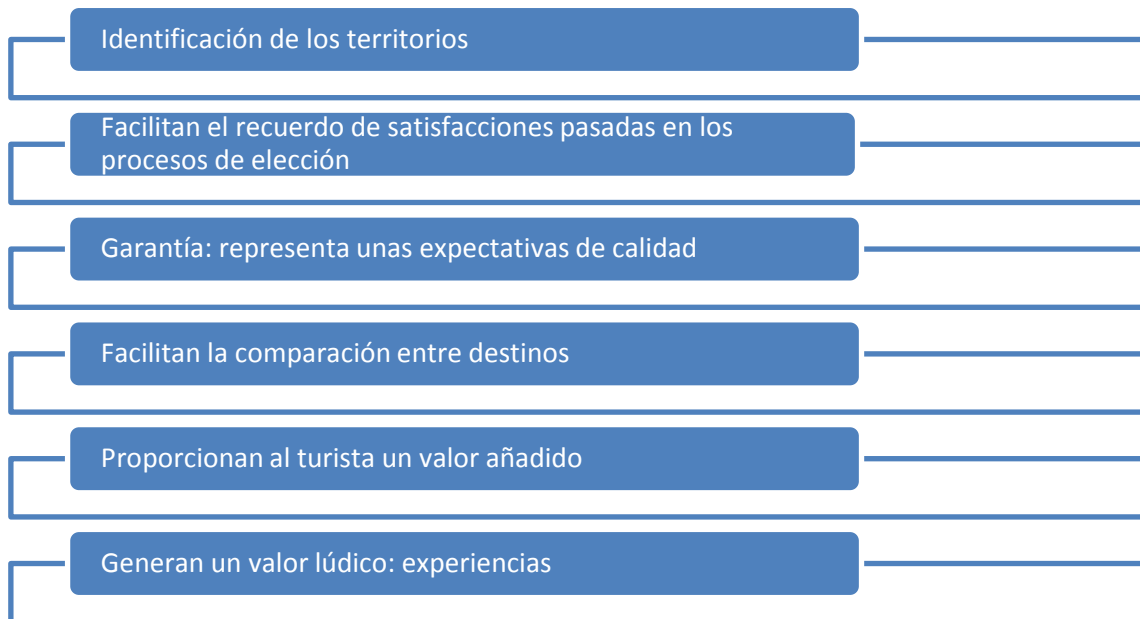 Identificación de los territorios
Facilitan el recuerdo de satisfacciones pasadas en los
procesos de elección
Garantía: representa unas expectativas de calidad
Facilitan la comparación entre destinos
Proporcionan al turista un valor añadido
Generan un valor lúdico: experiencias